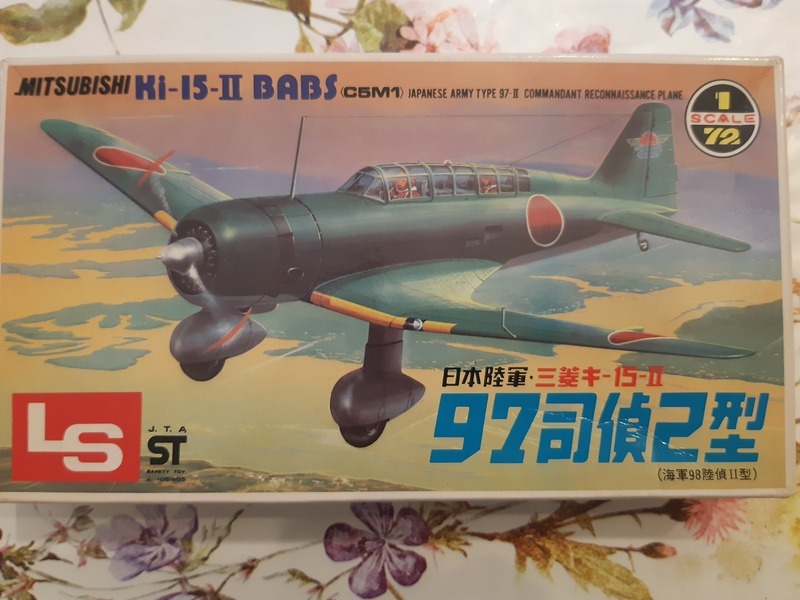 MITSUBISHI Ki-15-II BABS (C5M1) JAPANESE ARMY TYPE 97-II COMMANDANT RECONNAISSANCE PLANE
1
SCALE
72
日本陸軍・三菱キ-15-II
97司偵2型
(海軍98陸偵II型)
LS
J. T. A
ST
SAFETY TOY